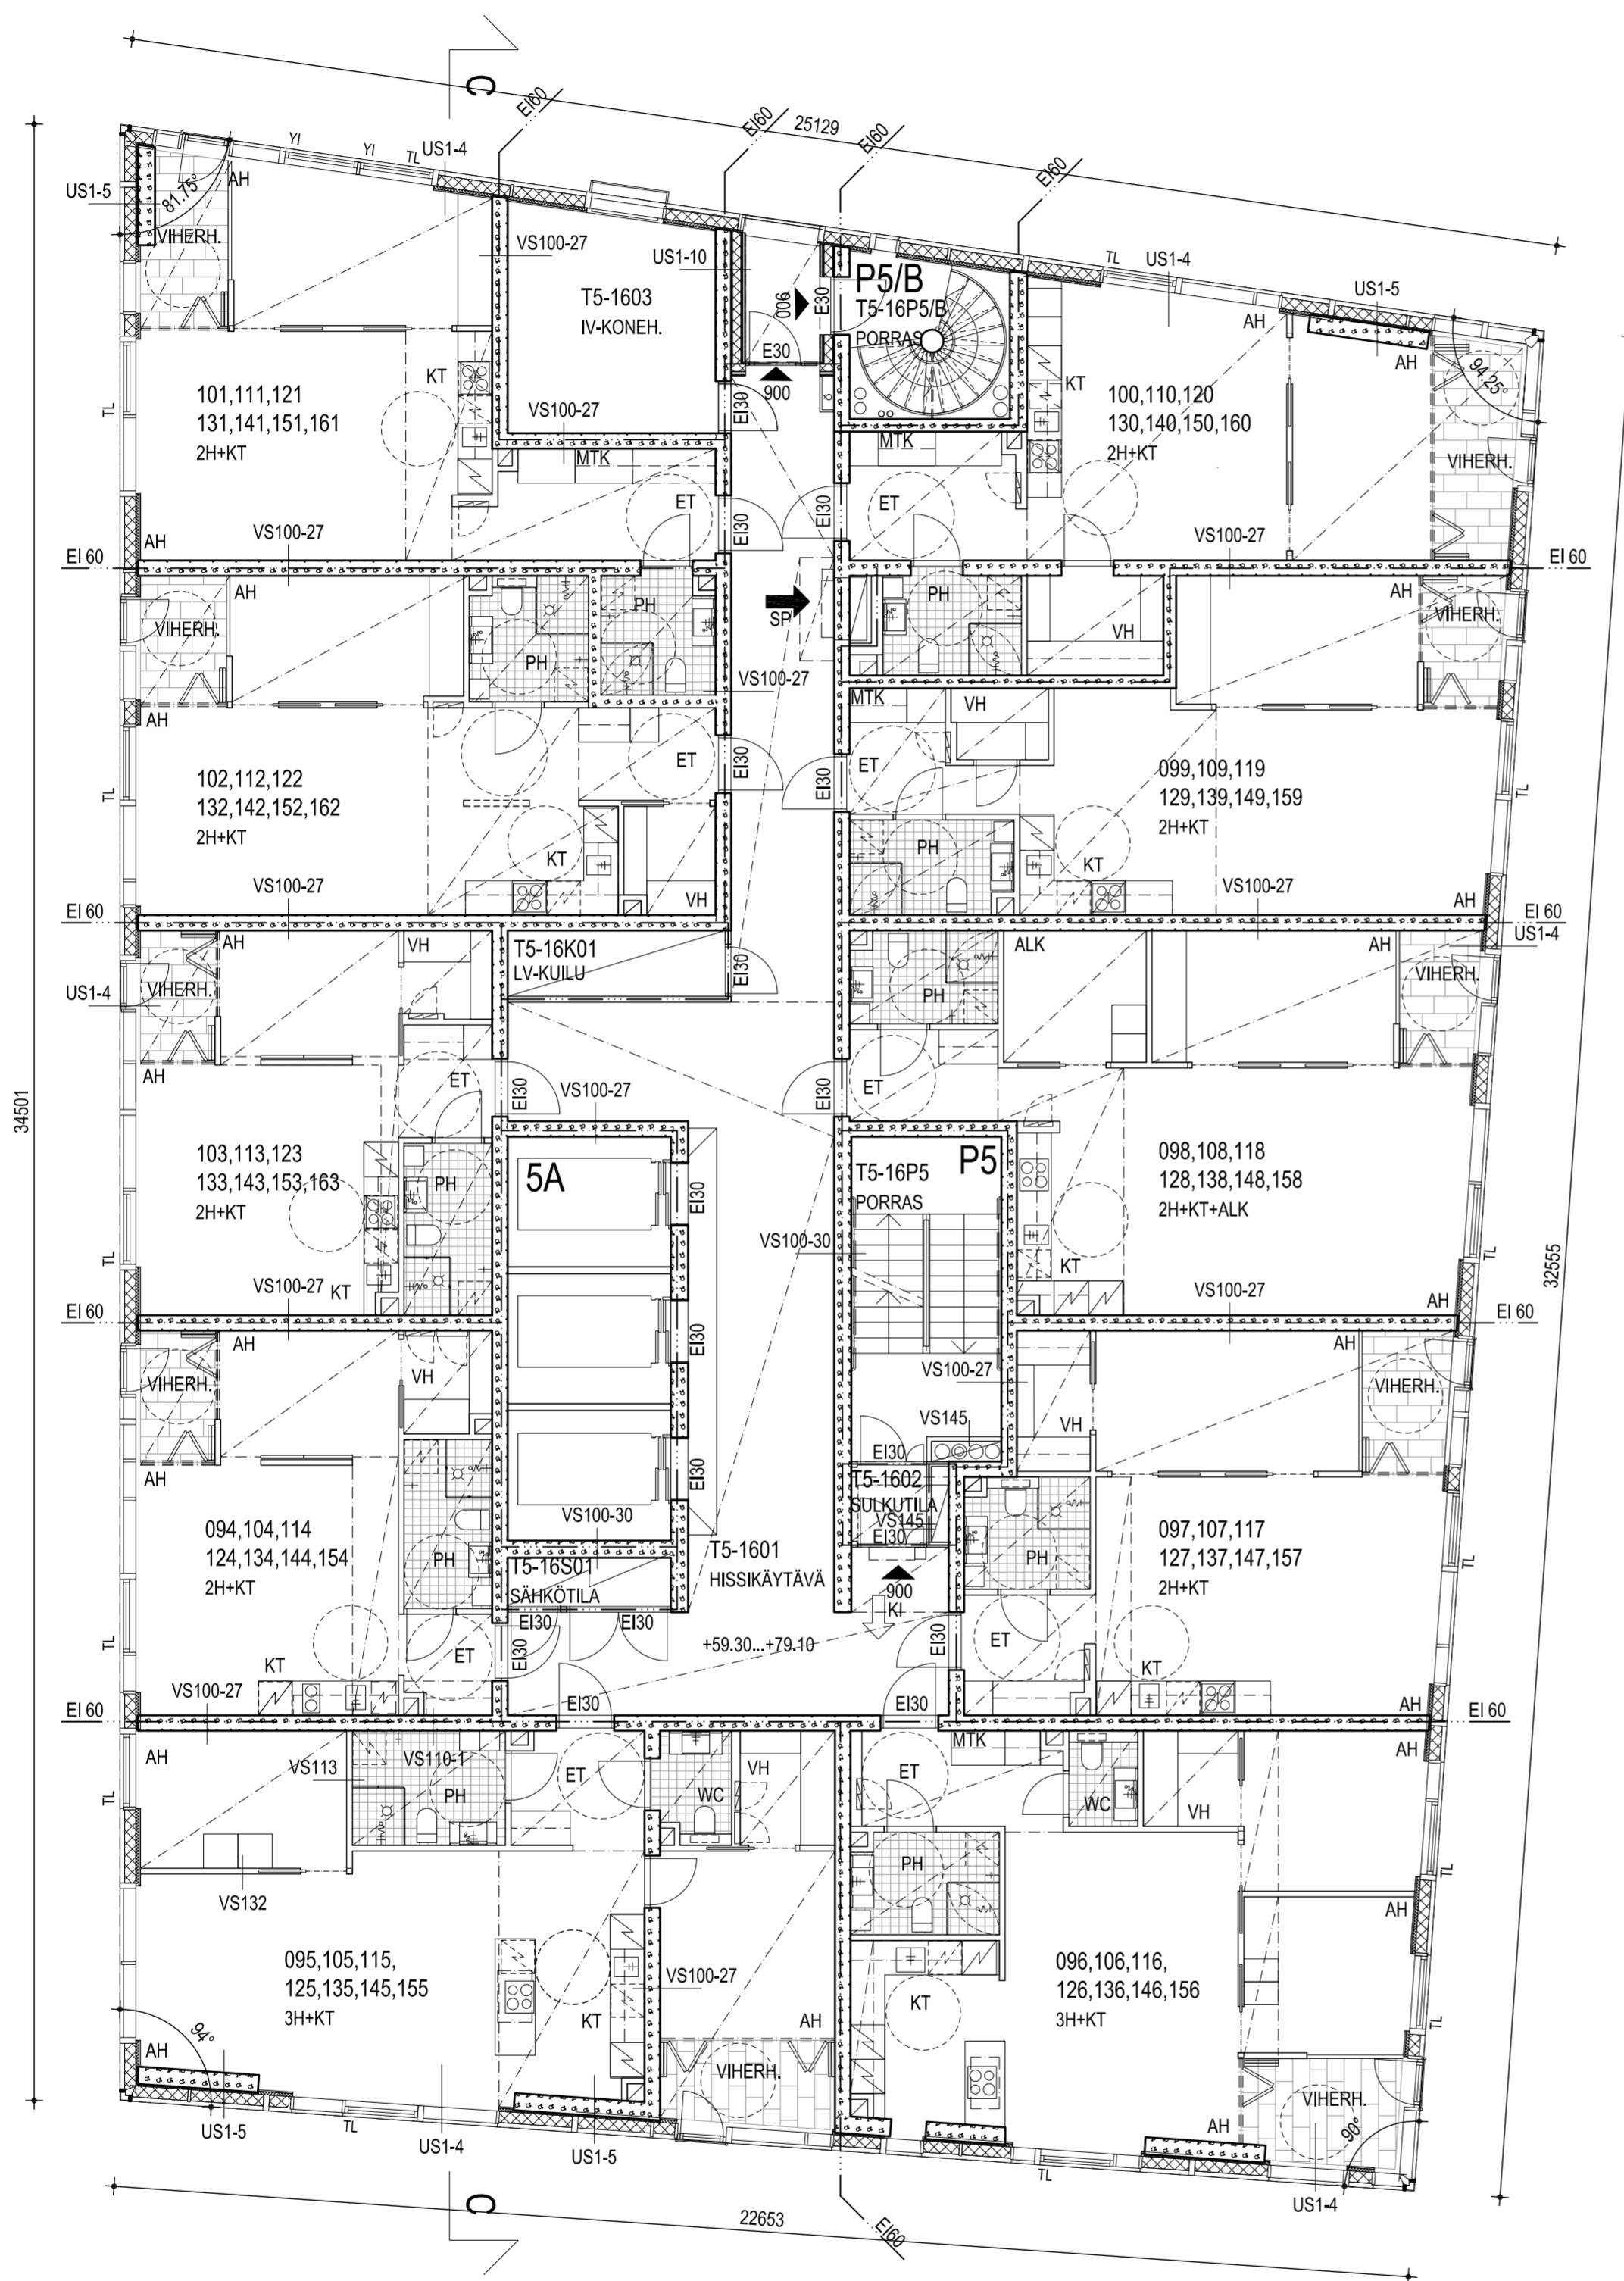 C
EI60
EI60
25129
EI60
EI60
YI
YI
TL
US1-4
US1-5
AH
81.75°
VIHERH.
VS100-27
US1-10
T5-1603
IV-KONEH.
900
E30
P5/B
T5-16P5/B
PORRAS
E30
900
TL
US1-4
US1-5
AH
AH
94.25°
VIHERH.
TL
101,111,121
131,141,151,161
2H+KT
KT
VS100-27
EI30
MTK
MTK
KT
100,110,120
130,140,150,160
2H+KT
AH
VS100-27
ET
EI30
EI30
ET
VS100-27
EI 60
EI 60
AH
VIHERH.
PH
PH
SP
PH
VH
AH
VIHERH.
AH
VS100-27
MTK
VH
TL
102,112,122
132,142,152,162
2H+KT
ET
EI30
EI30
ET
099,109,119
129,139,149,159
2H+KT
TL
KT
PH
KT
VS100-27
VH
VS100-27
AH
EI 60
EI 60
US1-4
AH
VH
T5-16K01
LV-KUILU
EI30
ALK
AH
VIHERH.
US1-4
VIHERH.
PH
AH
ET
EI30
VS100-27
EI30
ET
34501
103,113,123
133,143,153,163
2H+KT
PH
5A
EI30
T5-16P5
PORRAS
P5
098,108,118
128,138,148,158
2H+KT+ALK
TL
VS100-30
KT
TL
32555
VS100-27
KT
VS100-27
AH
EI 60
EI 60
EI30
AH
VH
VIHERH.
VS100-27
AH
VIHERH.
VH
VS145
AH
EI30
EI30
T5-1602
SULKUTILA
VS145
EI30
094,104,114
124,134,144,154
2H+KT
PH
VS100-30
T5-16S01
SÄHKÖTILA
T5-1601
HISSIKÄYTÄVÄ
900
KI
PH
097,107,117
127,137,147,157
2H+KT
TL
TL
ET
EI30
EI30
EI30
+59.30...+79.10
EI30
ET
KT
VS100-27
KT
EI30
EI30
AH
EI 60
EI 60
AH
VS113
VS110-1
PH
ET
WC
VH
ET
MTK
WC
VH
AH
TL
VS132
PH
AH
TL
095,105,115,
125,135,145,155
3H+KT
VS100-27
KT
AH
KT
096,106,116,
126,136,146,156
3H+KT
TL
94°
AH
VIHERH.
VIHERH.
AH
90°
US1-5
TL
US1-4
US1-5
TL
US1-4
C
22653
EI60